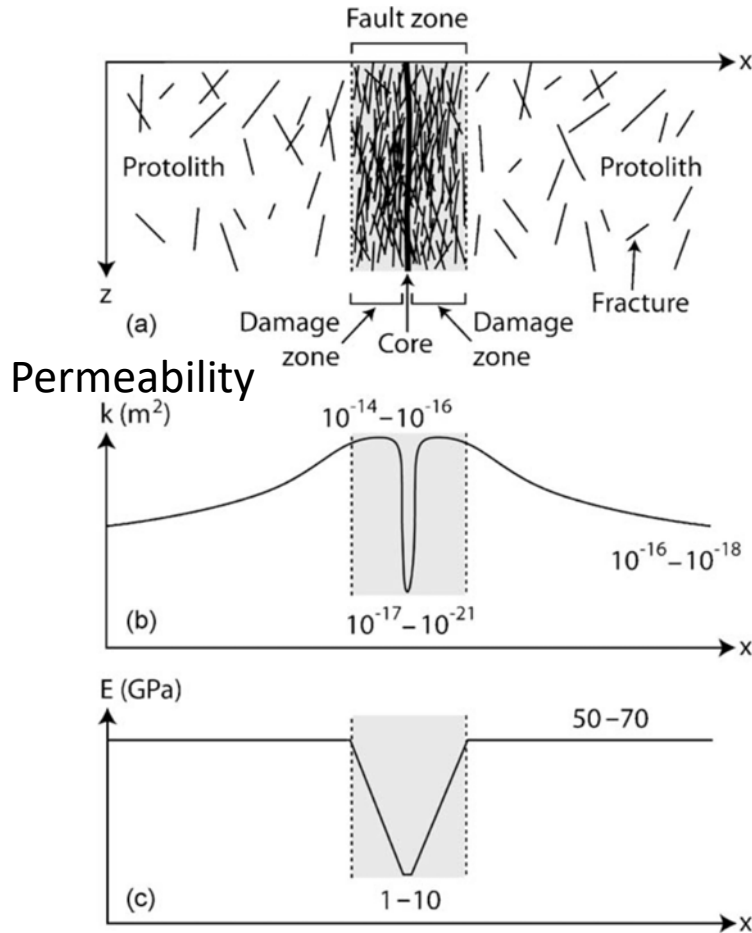 Fault zone
x
Protolith
Protolith
z
(a)
Damage
zone
Core
Damage
zone
Fracture
Permeability
k (m²)
10⁻¹⁴–10⁻¹⁶
10⁻¹⁶–10⁻¹⁸
(b)
10⁻¹⁷–10⁻²¹
x
E (GPa)
50–70
(c)
1–10
x